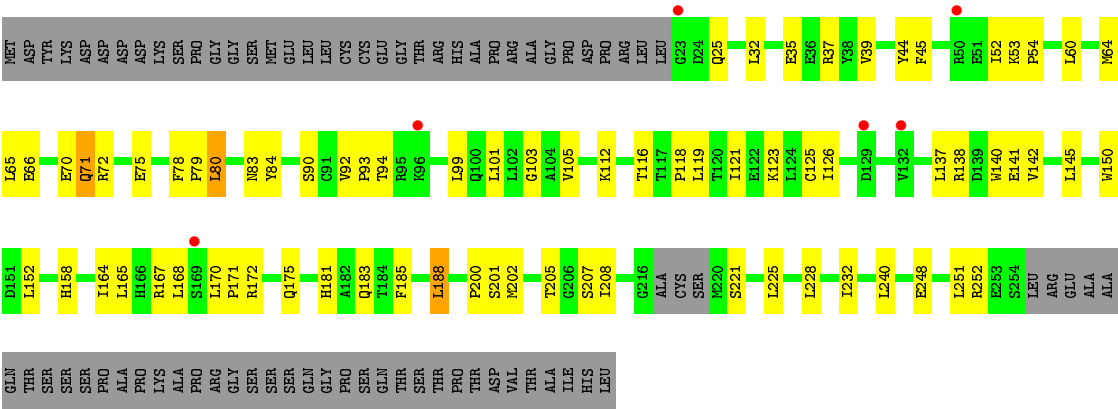 MET ASP TYR LYS ASP ASP ASP ASP LYS SER PRO GLY GLY SER MET GLU LEU LEU CYS CYS GLU GLY THR ARG HIS ALA PRO ARG ALA GLY PRO ASP PRO ARG LEU LEU G23 D24 Q25 L32 E35 E36 R37 Y38 V39 Y44 F45 R50 E51 I52 K53 P54 L60 M64
L65 E66 E70 Q71 R72 E75 F78 P79 L80 N83 Y84 S90 C91 V92 P93 T94 R95 K96 L99 Q100 L101 L102 G103 A104 V105 K112 T116 T117 P118 L119 T120 I121 E122 K123 L124 C125 I126 D129 V132 L137 R138 D139 W140 E141 V142 L145 W150
D151 L152 H158 I164 L165 H166 R167 L168 S169 L170 P171 R172 Q175 H181 A182 Q183 T184 F185 L188 P200 S201 M202 T205 G206 S207 I208 G216 ALA CYS SER M220 S221 L225 L228 I232 L240 E248 L251 R252 E253 S254 LEU ARG GLU ALA ALA
GLN THR SER SER SER PRO ALA PRO LYS ALA PRO ARG GLY SER SER SER GLN GLY PRO SER GLN THR SER THR PRO THR ASP VAL THR ALA ILE HIS LEU